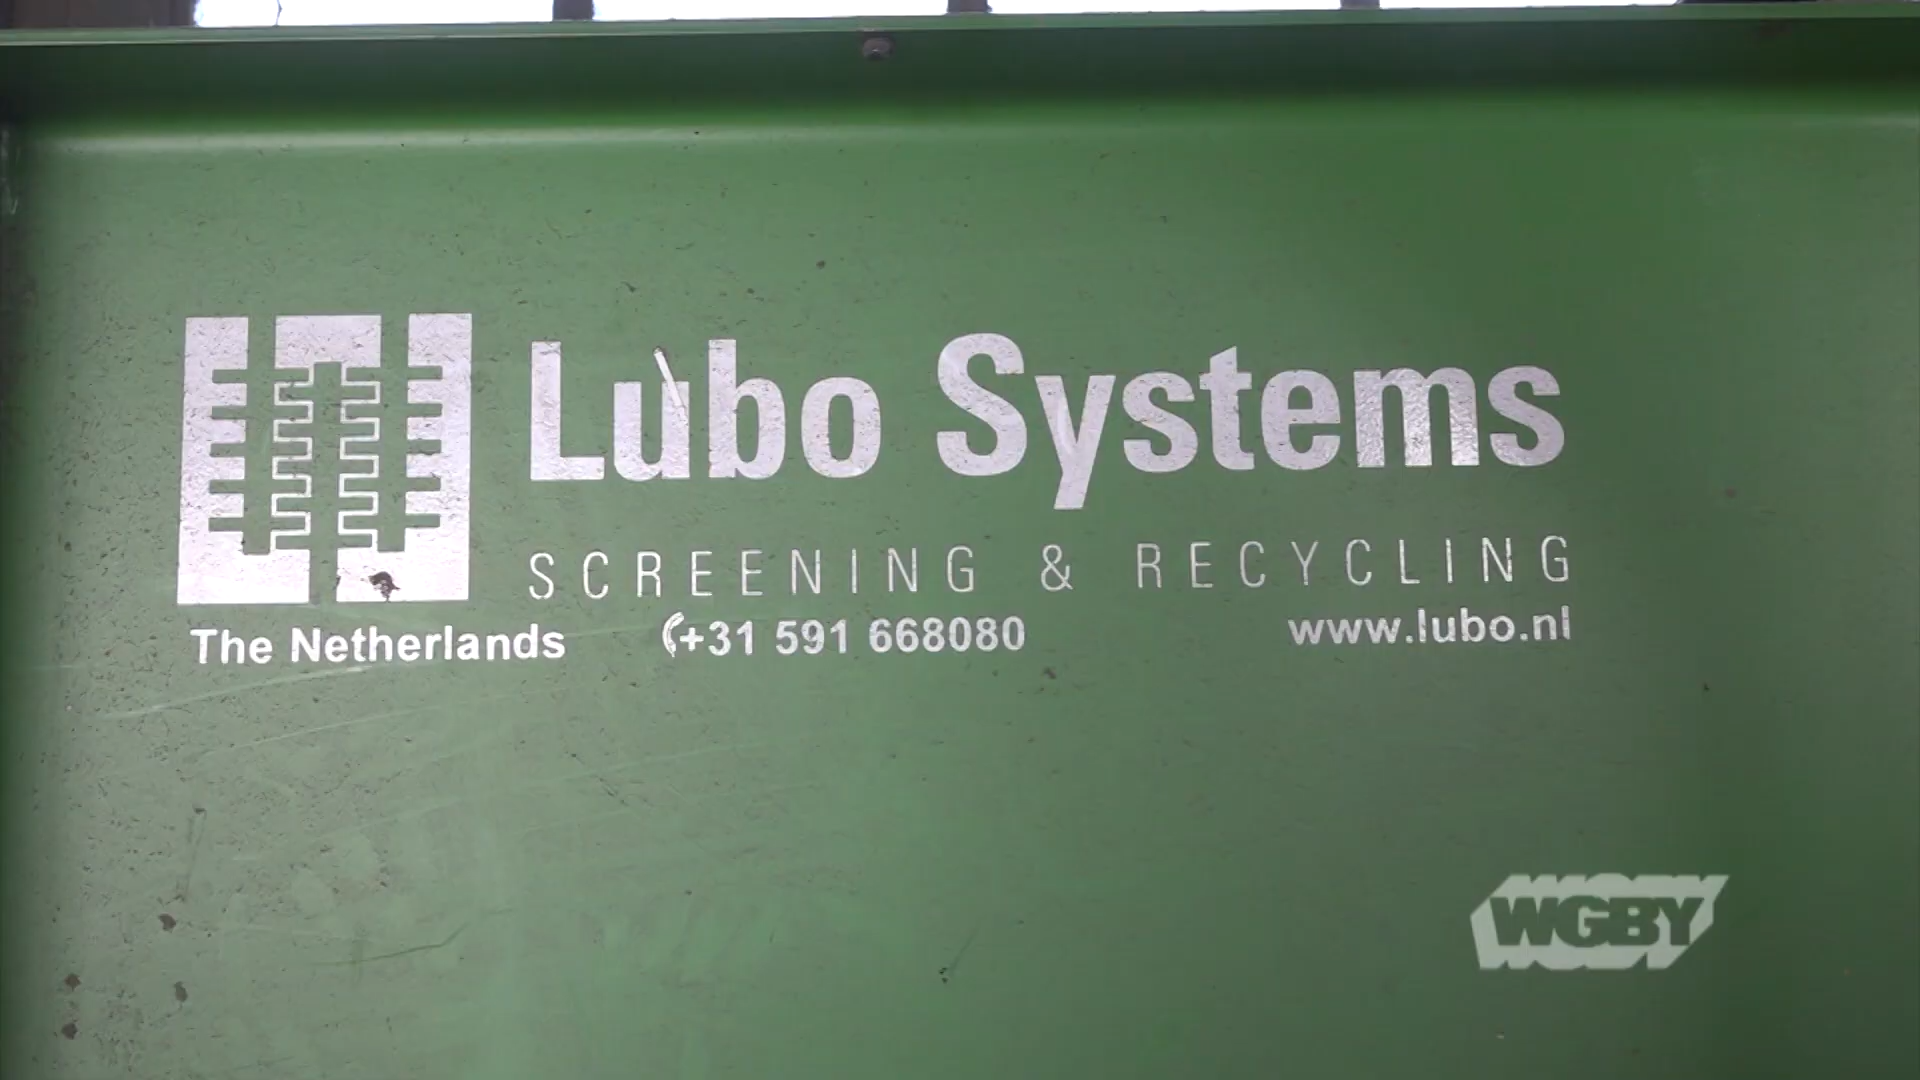 Lubo Systems
SCREENING & RECYCLING
The Netherlands +31 591 668080 www.lubo.nl
WGBY